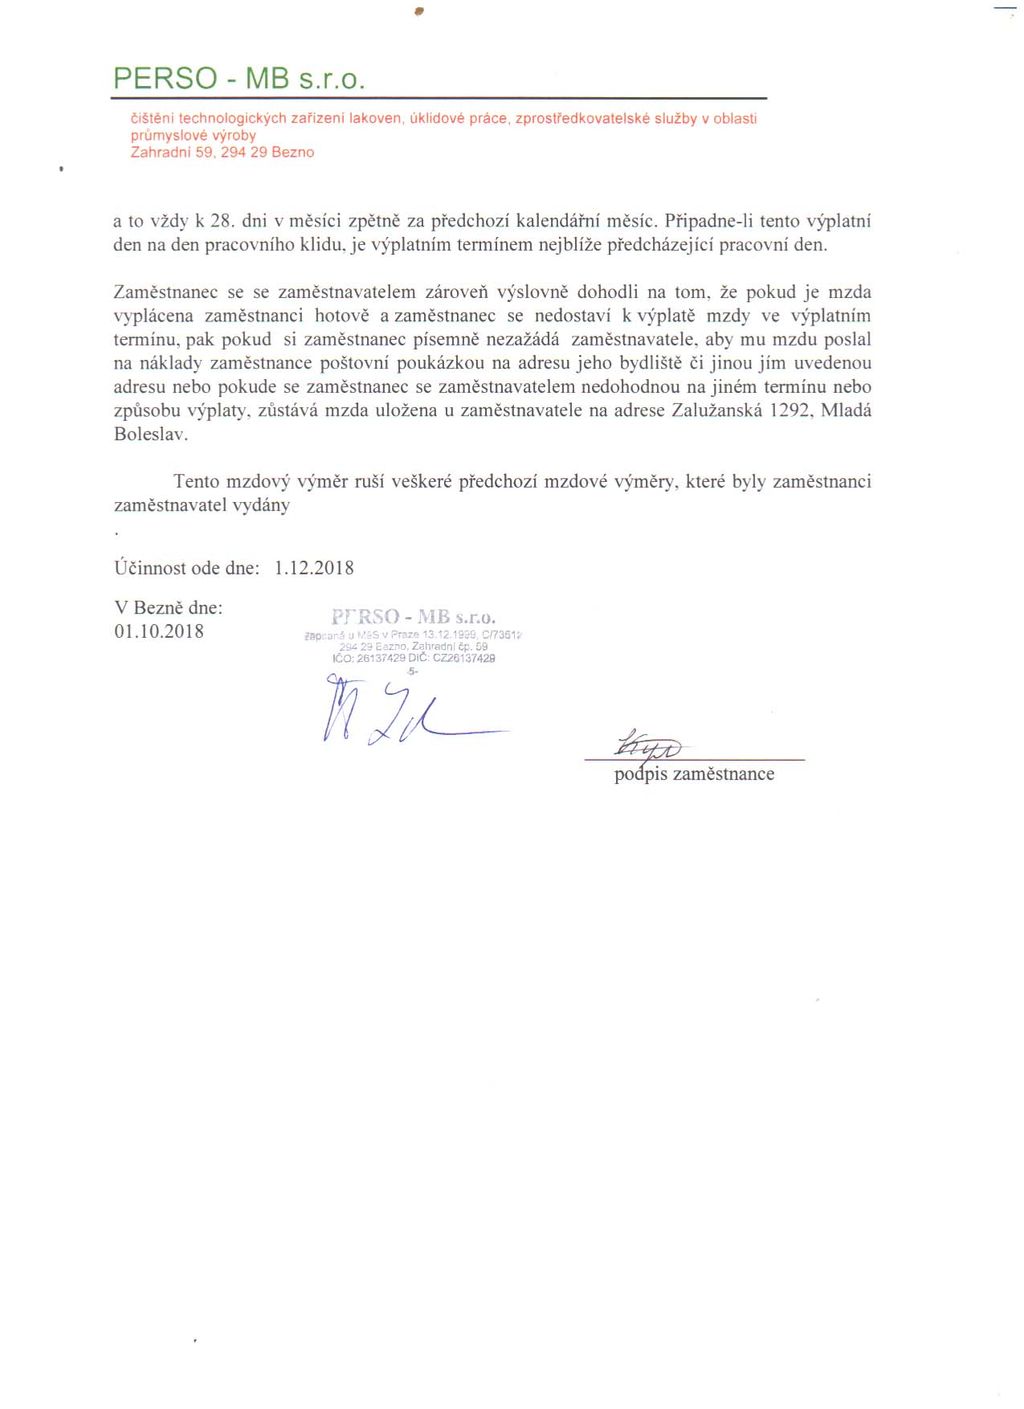 PERSO - MB s.r.o.
čištění technologických zařízení lakoven, úklidové práce, zprostředkovatelské služby v oblasti
průmyslové výroby
Zahradní 59, 294 29 Bezno
a to vždy k 28. dni v měsíci zpětně za předchozí kalendářní měsíc. Připadne-li tento výplatní
den na den pracovního klidu, je výplatním termínem nejblíže předcházející pracovní den.
Zaměstnanec se se zaměstnavatelem zároveň výslovně dohodli na tom, že pokud je mzda
vyplácena zaměstnanci hotově a zaměstnanec se nedostaví k výplatě mzdy ve výplatním
termínu, pak pokud si zaměstnanec písemně nezažádá zaměstnavatele, aby mu mzdu poslal
na náklady zaměstnance poštovní poukázkou na adresu jeho bydliště či jinou jím uvedenou
adresu nebo pokude se zaměstnanec se zaměstnavatelem nedohodnou na jiném termínu nebo
způsobu výplaty, zůstává mzda uložena u zaměstnavatele na adrese Zalužanská 1292, Mladá
Boleslav.
Tento mzdový výměr ruší veškeré předchozí mzdové výměry, které byly zaměstnanci
zaměstnavatel vydány
.
Účinnost ode dne: 1.12.2018
V Bezně dne:
01.10.2018
PERSO - MB s.r.o.
Zapsaná u MěS v Praze 13.12.1999, C/73612
294 29 Bezno, Zahradní čp. 59
IČO: 26137429 DIČ: CZ26137429
-5-
podpis zaměstnance